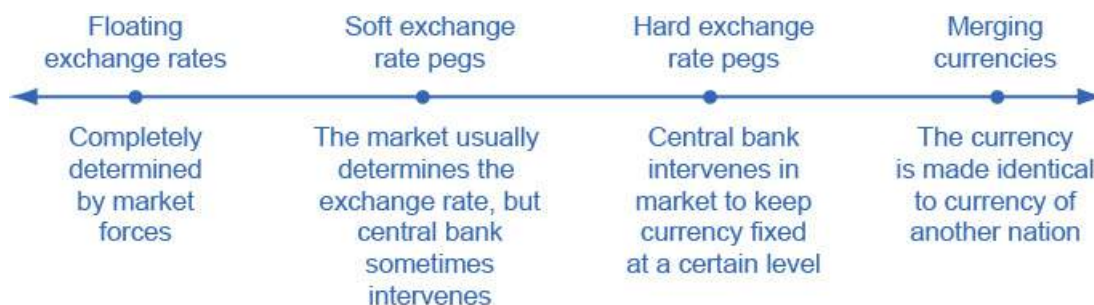 Floating
exchange rates
Soft exchange
rate pegs
Hard exchange
rate pegs
Merging
currencies
Completely
determined
by market
forces
The market usually
determines the
exchange rate, but
central bank
sometimes
intervenes
Central bank
intervenes in
market to keep
currency fixed
at a certain level
The currency
is made identical
to currency of
another nation